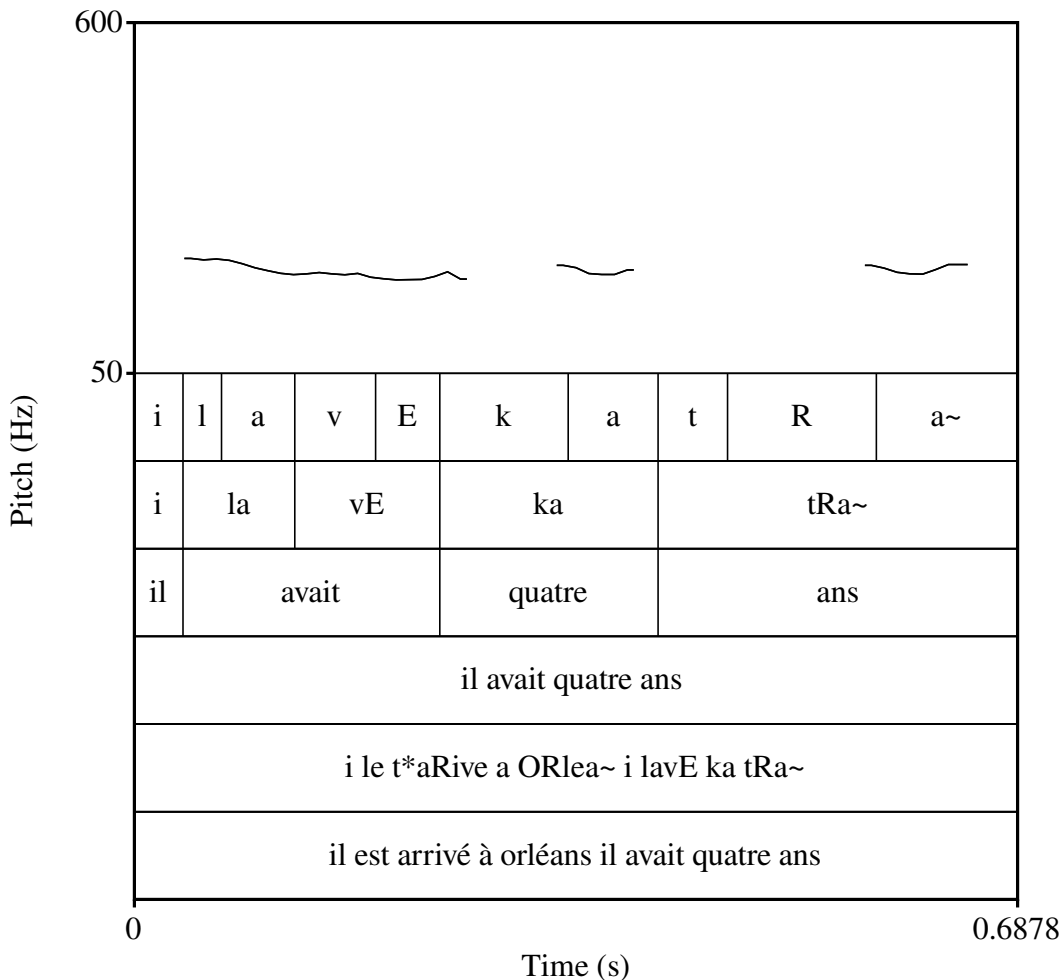 600
50
Pitch (Hz)
i l a v E k a t R a~
i la vE ka tRa~
il avait quatre ans
il avait quatre ans
i le t*aRive a ORlea~ i lavE ka tRa~
il est arrivé à orléans il avait quatre ans
0 0.6878
Time (s)